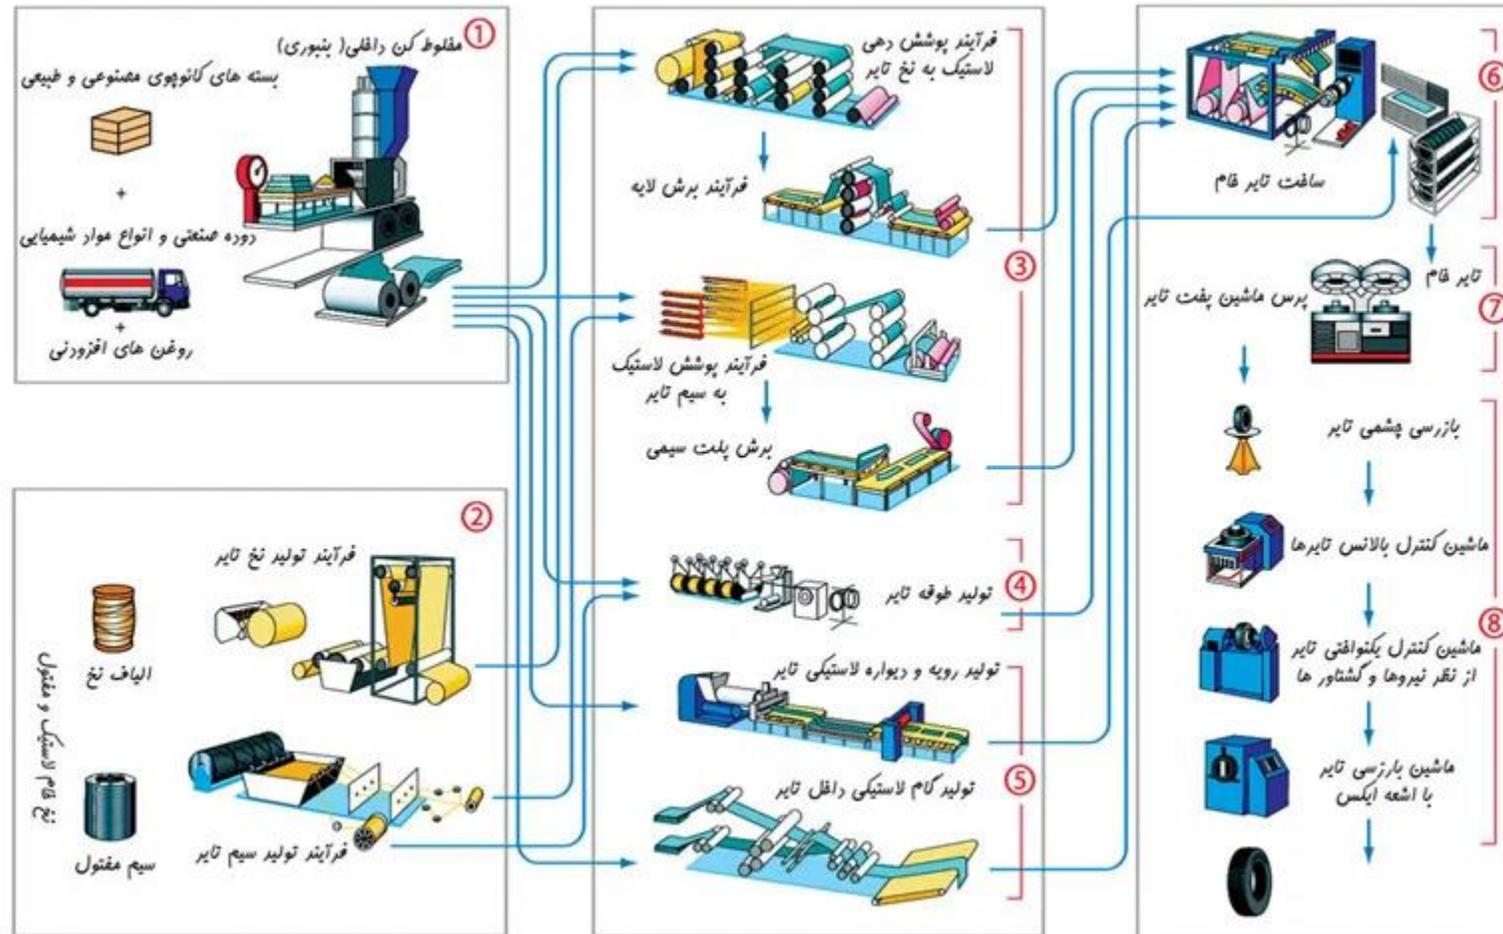 ①
مخلوط کن داخلی (بنبوری)
بسته های کائوچوی مصنوعی و طبیعی
+
دوده صنعتی و انواع مواد شیمیایی
+
روغن های افزودنی
②
فرآیند تولید نخ تایر
الیاف نخ
نخ خام لاستیک و مفتول
سیم مفتول
فرآیند تولید سیم تایر
فرآیند پوشش دهی
لاستیک به نخ تایر
فرآیند برش لایه
③
فرآیند پوشش لاستیک
به سیم تایر
برش پلت سیمی
④
تولید طوقه تایر
تولید رویه و دیواره لاستیکی تایر
⑤
تولید گام لاستیکی داخل تایر
⑥
ساخت تایر خام
تایر خام
⑦
پرس ماشین پخت تایر
بازرسی چشمی تایر
ماشین کنترل بالانس تایرها
⑧
ماشین کنترل یکنواختی تایر
از نظر نیروها و گشتاور ها
ماشین بازرسی تایر
با اشعه ایکس